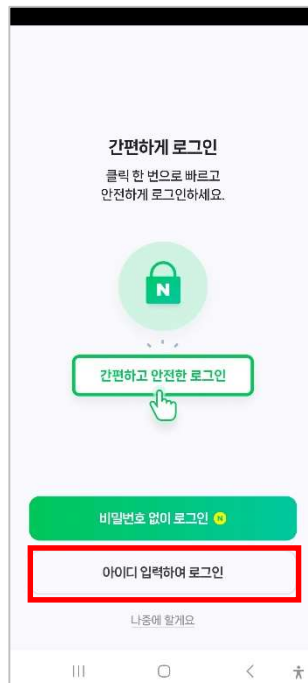 간편하게 로그인
클릭 한 번으로 빠르고
안전하게 로그인하세요.
N
간편하고 안전한 로그인
비밀번호 없이 로그인 N
아이디 입력하여 로그인
나중에 할게요